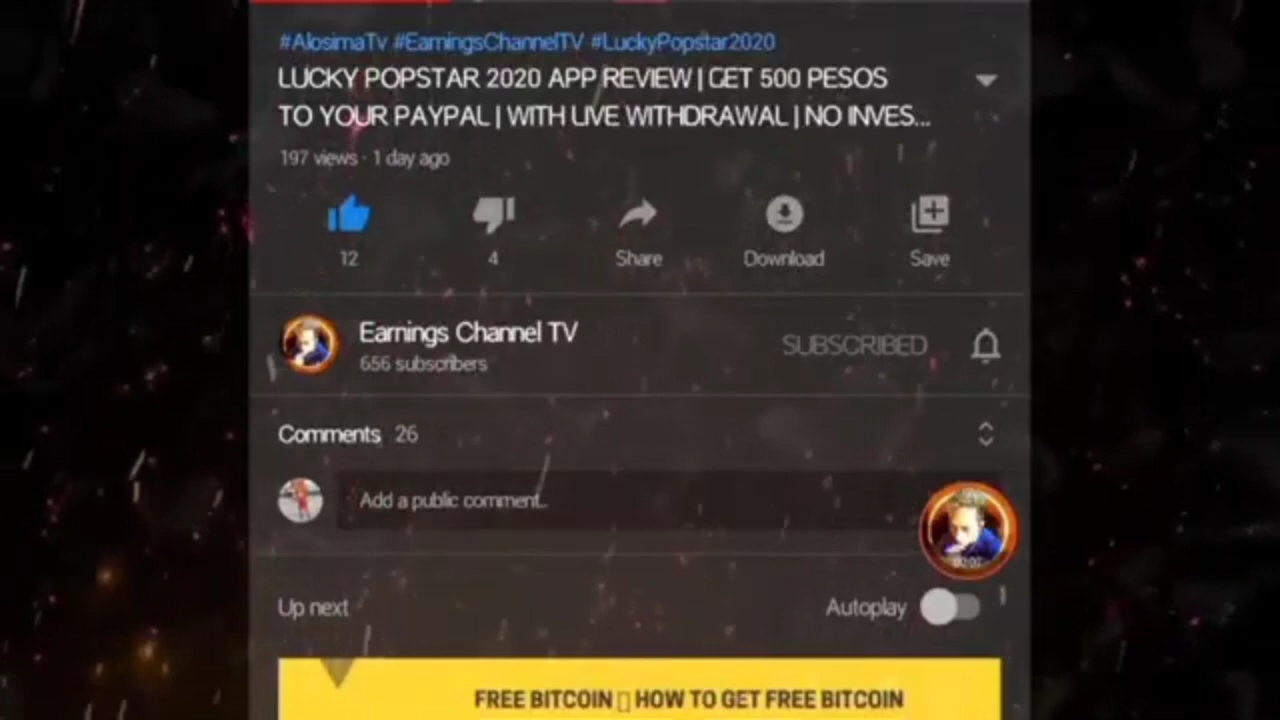 #AlosimaTv #EarningsChannelTV #LuckyPopstar2020
LUCKY POPSTAR 2020 APP REVIEW | GET 500 PESOS
TO YOUR PAYPAL | WITH LIVE WITHDRAWAL | NO INVES...
197 views · 1 day ago
12
4
Share
Download
Save
Earnings Channel TV
656 subscribers
SUBSCRIBED
Comments 26
Add a public comment...
00:02
Up next
Autoplay
FREE BITCOIN ▯ HOW TO GET FREE BITCOIN